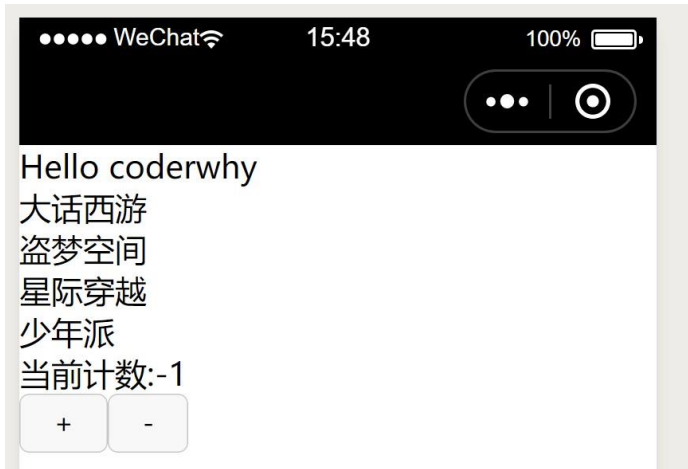 WeChat 15:48 100%
Hello coderwhy
大话西游
盗梦空间
星际穿越
少年派
当前计数:-1
+ -